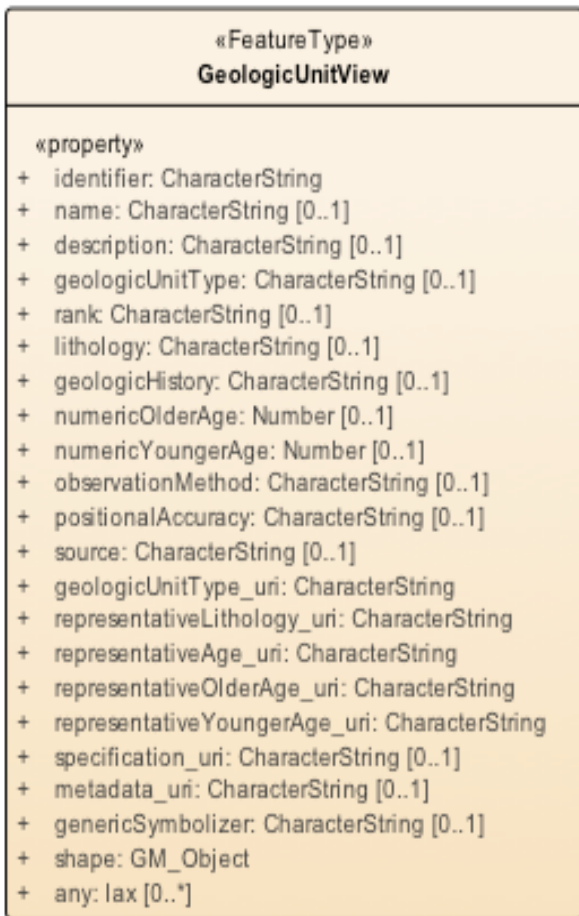 «FeatureType»
GeologicUnitView
«property»
+ identifier: CharacterString
+ name: CharacterString [0..1]
+ description: CharacterString [0..1]
+ geologicUnitType: CharacterString [0..1]
+ rank: CharacterString [0..1]
+ lithology: CharacterString [0..1]
+ geologicHistory: CharacterString [0..1]
+ numericOlderAge: Number [0..1]
+ numericYoungerAge: Number [0..1]
+ observationMethod: CharacterString [0..1]
+ positionalAccuracy: CharacterString [0..1]
+ source: CharacterString [0..1]
+ geologicUnitType_uri: CharacterString
+ representativeLithology_uri: CharacterString
+ representativeAge_uri: CharacterString
+ representativeOlderAge_uri: CharacterString
+ representativeYoungerAge_uri: CharacterString
+ specification_uri: CharacterString [0..1]
+ metadata_uri: CharacterString [0..1]
+ genericSymbolizer: CharacterString [0..1]
+ shape: GM_Object
+ any: lax [0..*]